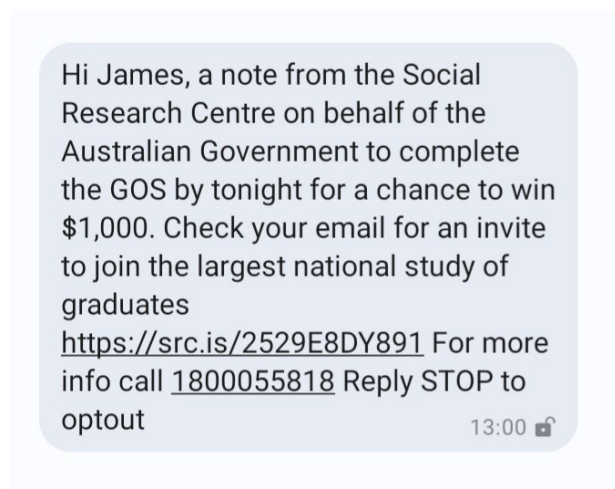 Hi James, a note from the Social
Research Centre on behalf of the
Australian Government to complete
the GOS by tonight for a chance to win
$1,000. Check your email for an invite
to join the largest national study of
graduates
https://src.is/2529E8DY891 For more
info call 1800055818 Reply STOP to
optout
13:00